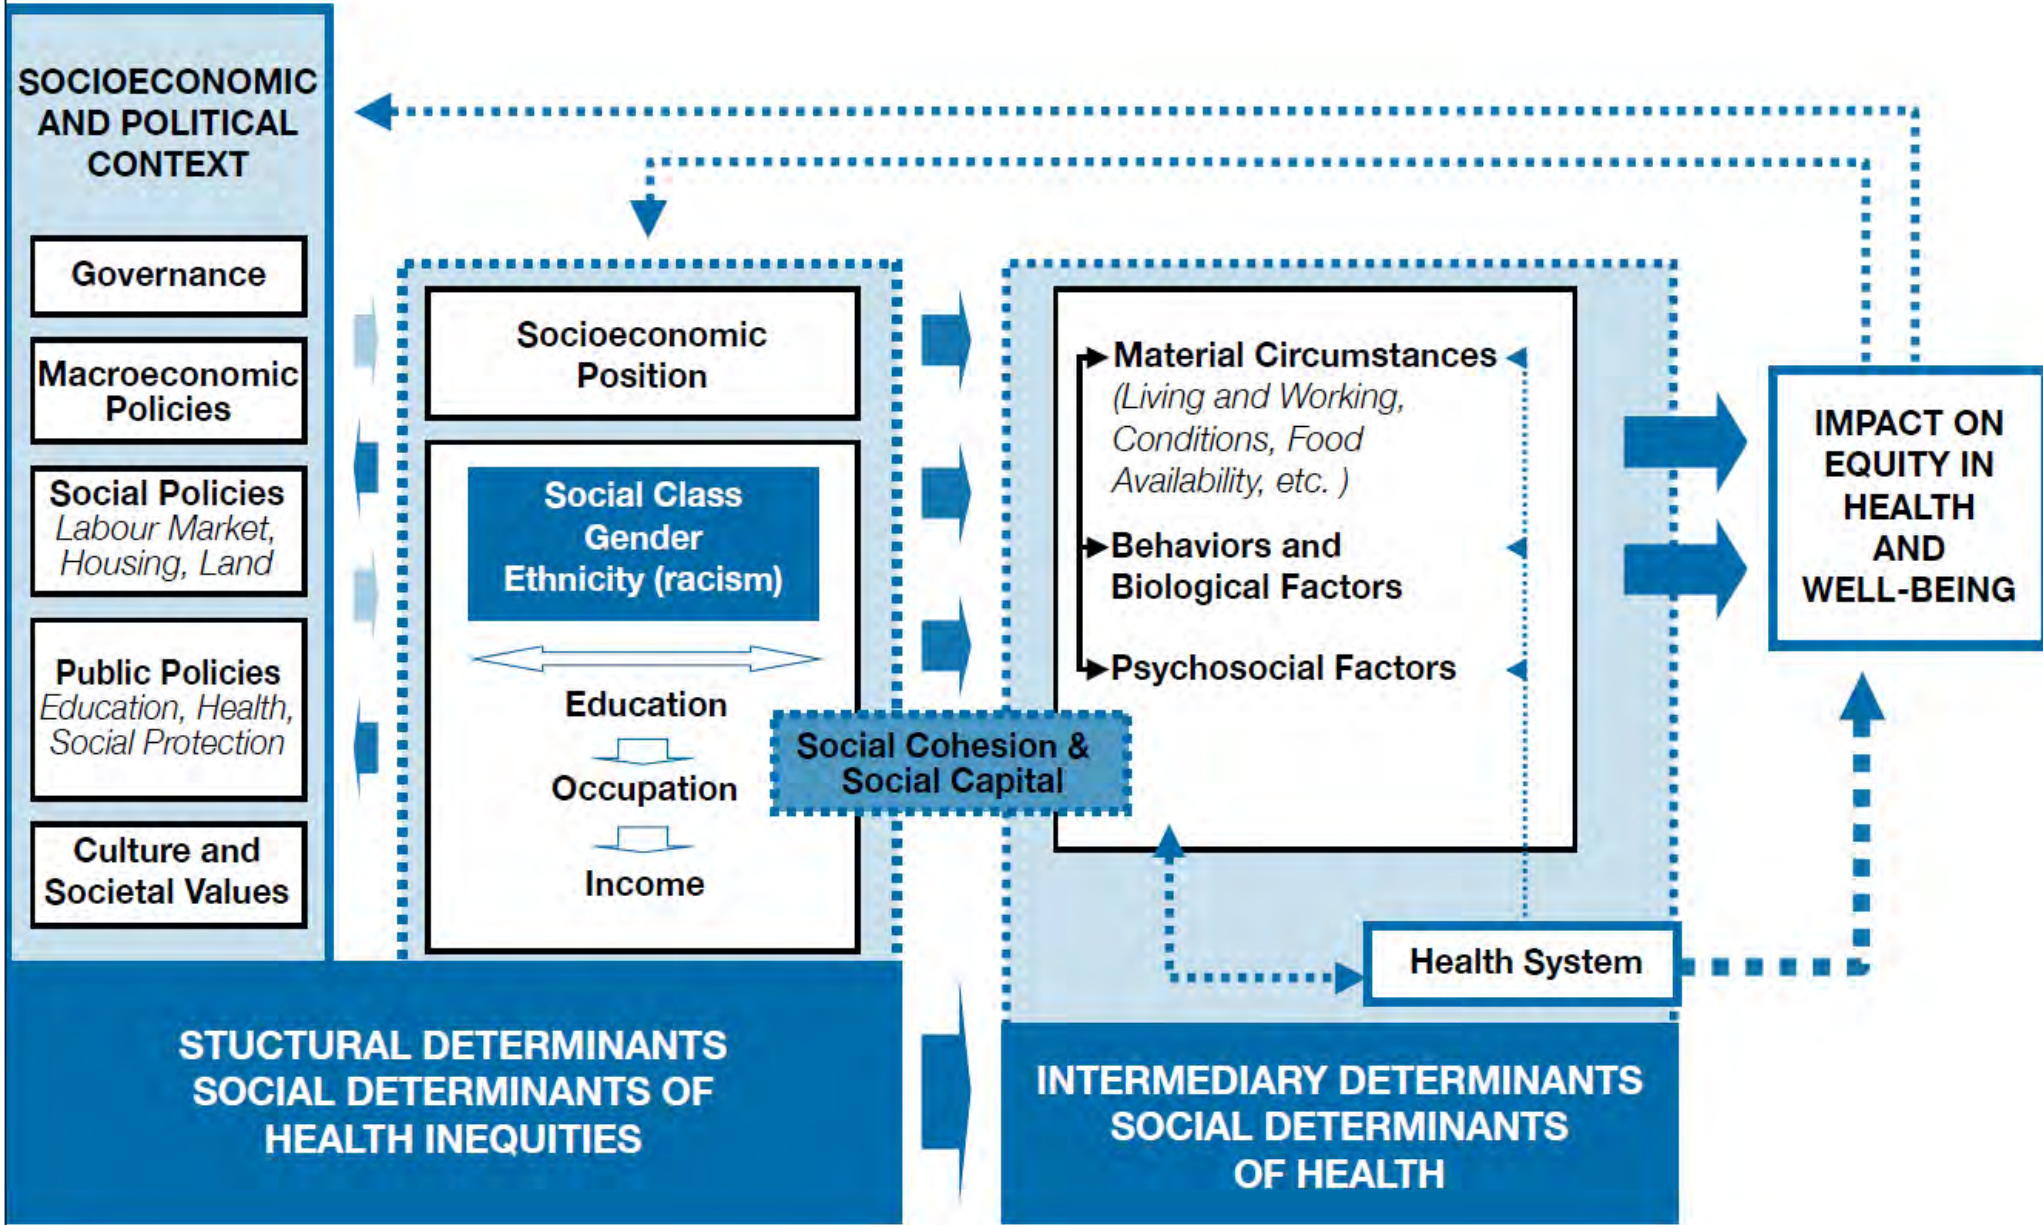 SOCIOECONOMIC
AND POLITICAL
CONTEXT
Governance
Macroeconomic
Policies
Social Policies
Labour Market,
Housing, Land
Public Policies
Education, Health,
Social Protection
Culture and
Societal Values
Socioeconomic
Position
Social Class
Gender
Ethnicity (racism)
Education
Occupation
Income
Social Cohesion &
Social Capital
Material Circumstances
(Living and Working,
Conditions, Food
Availability, etc. )
Behaviors and
Biological Factors
Psychosocial Factors
Health System
IMPACT ON
EQUITY IN
HEALTH
AND
WELL-BEING
STUCTURAL DETERMINANTS
SOCIAL DETERMINANTS OF
HEALTH INEQUITIES
INTERMEDIARY DETERMINANTS
SOCIAL DETERMINANTS
OF HEALTH